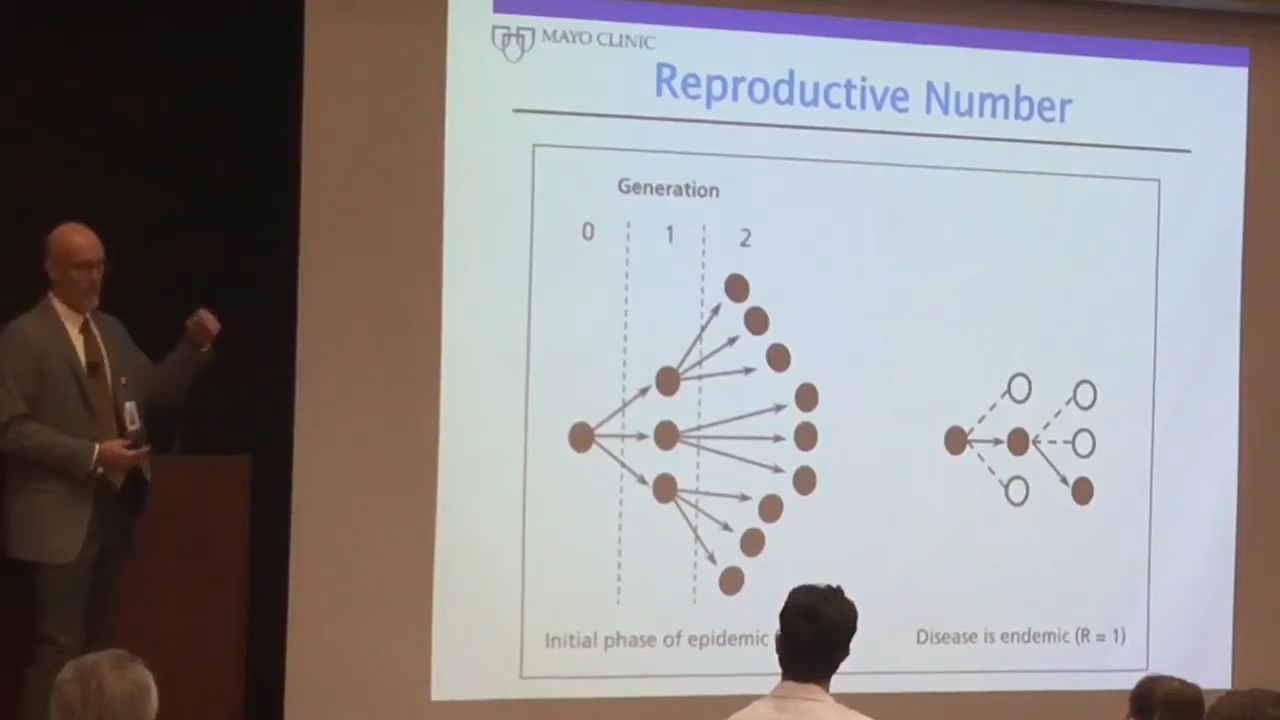 MAYO CLINIC
Reproductive Number
Generation
0 1 2
Initial phase of epidemic
Disease is endemic (R = 1)